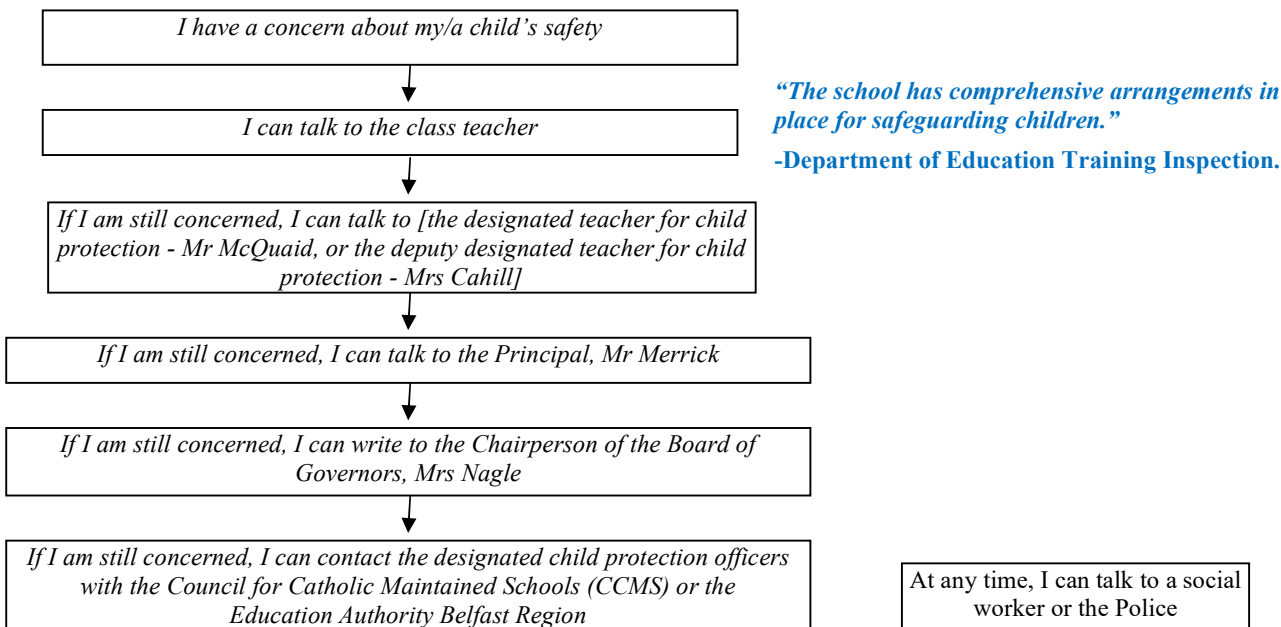 I have a concern about my/a child’s safety
I can talk to the class teacher
“The school has comprehensive arrangements in
place for safeguarding children.”
-Department of Education Training Inspection.
If I am still concerned, I can talk to [the designated teacher for child
protection - Mr McQuaid, or the deputy designated teacher for child
protection - Mrs Cahill]
If I am still concerned, I can talk to the Principal, Mr Merrick
If I am still concerned, I can write to the Chairperson of the Board of
Governors, Mrs Nagle
If I am still concerned, I can contact the designated child protection officers
with the Council for Catholic Maintained Schools (CCMS) or the
Education Authority Belfast Region
At any time, I can talk to a social
worker or the Police